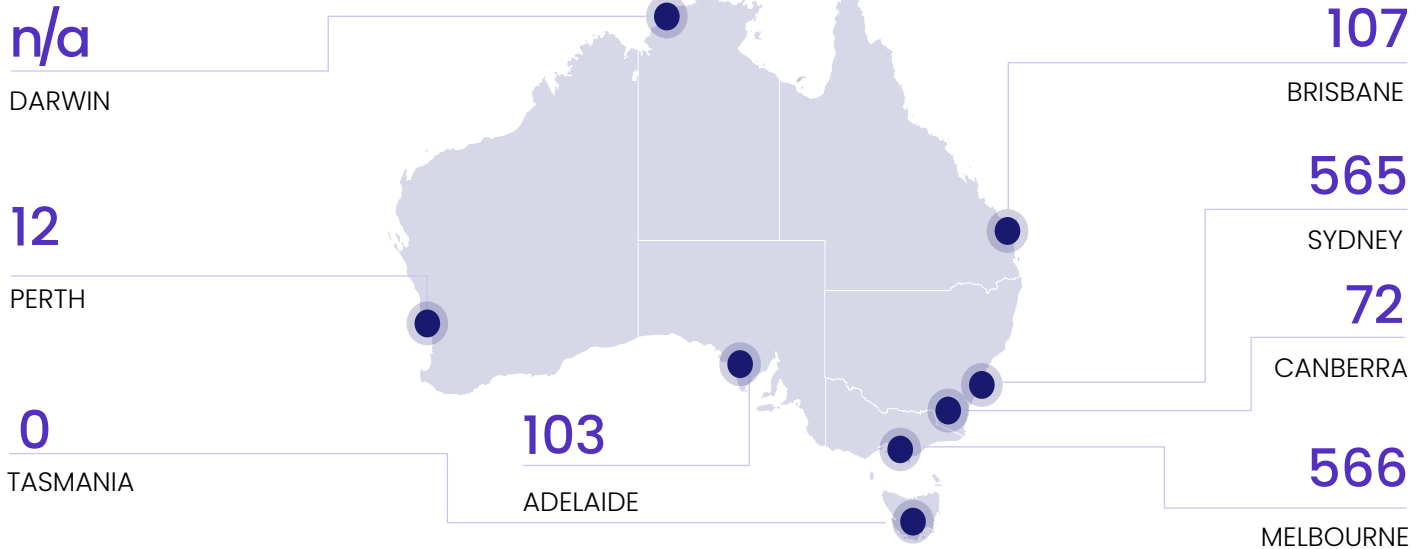 n/a
DARWIN
12
PERTH
0
TASMANIA
103
ADELAIDE
107
BRISBANE
565
SYDNEY
72
CANBERRA
566
MELBOURNE